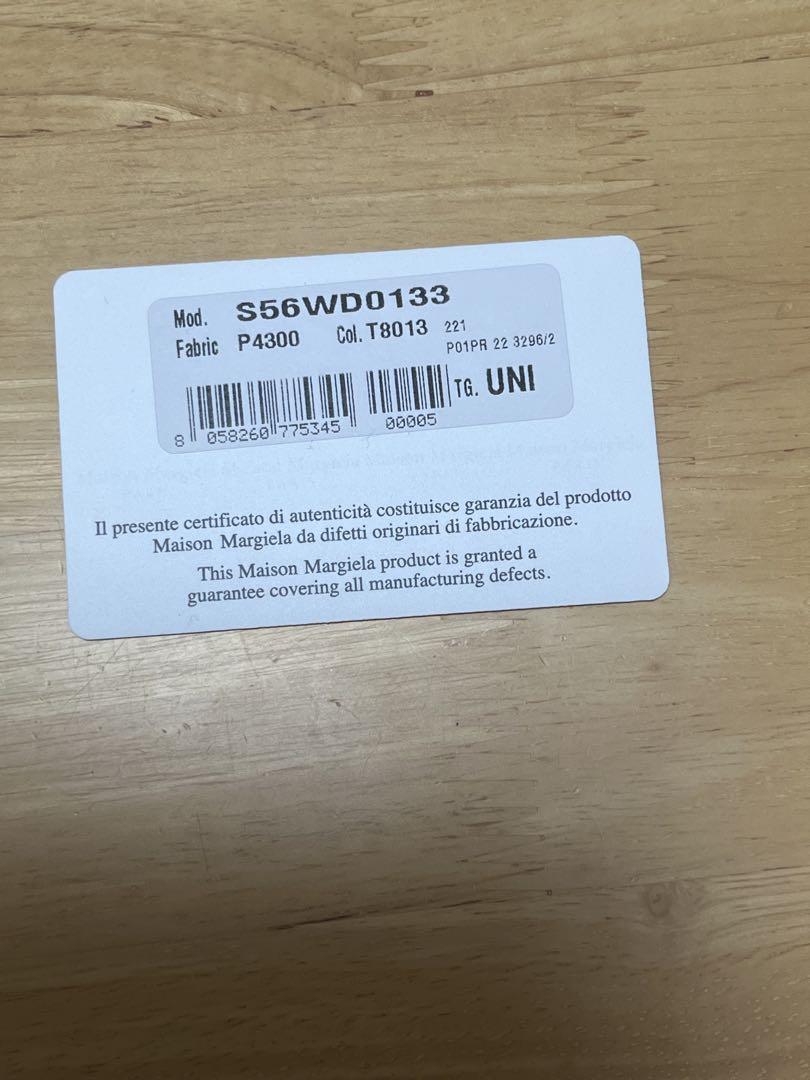 Mod. S56WD0133
Fabric P4300 Col. T8013 221
P01PR 22 3296/2
TG. UNI
8 058260 775345 00005
Il presente certificato di autenticità costituisce garanzia del prodotto
Maison Margiela da difetti originari di fabbricazione.
This Maison Margiela product is granted a
guarantee covering all manufacturing defects.